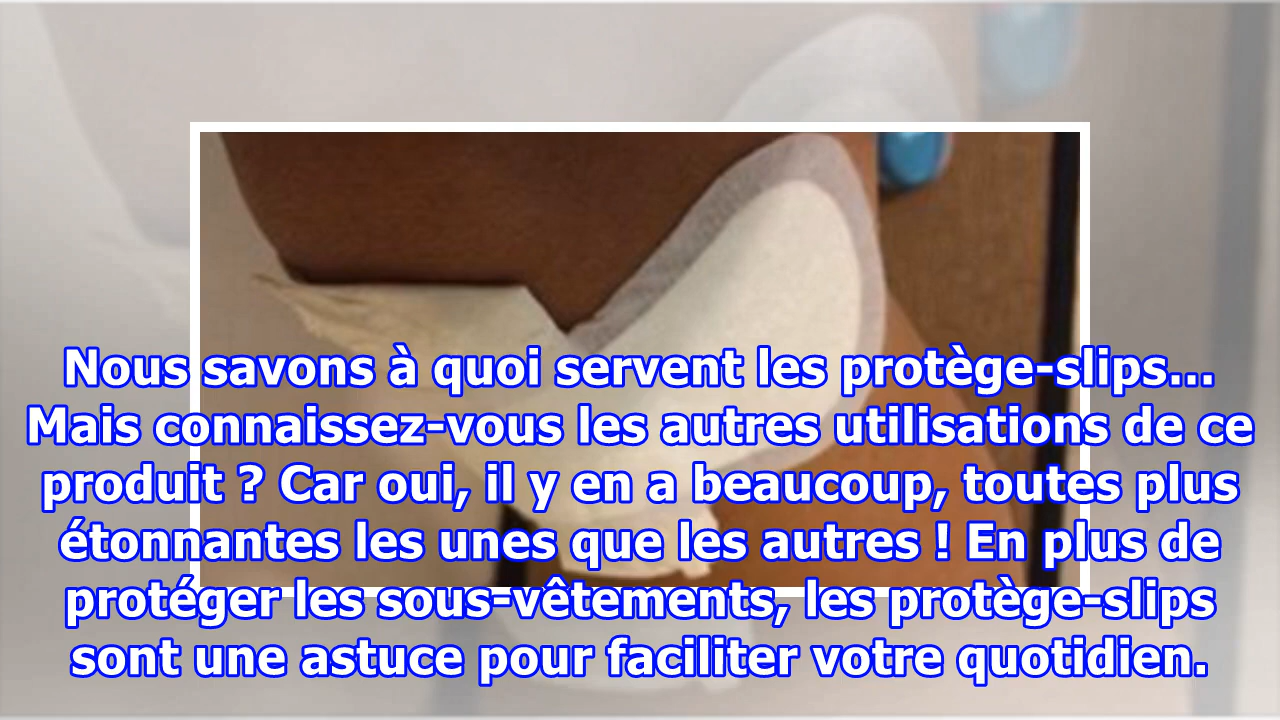 Nous savons à quoi servent les protège-slips...
Mais connaissez-vous les autres utilisations de ce
produit ? Car oui, il y en a beaucoup, toutes plus
étonnantes les unes que les autres ! En plus de
protéger les sous-vêtements, les protège-slips
sont une astuce pour faciliter votre quotidien.